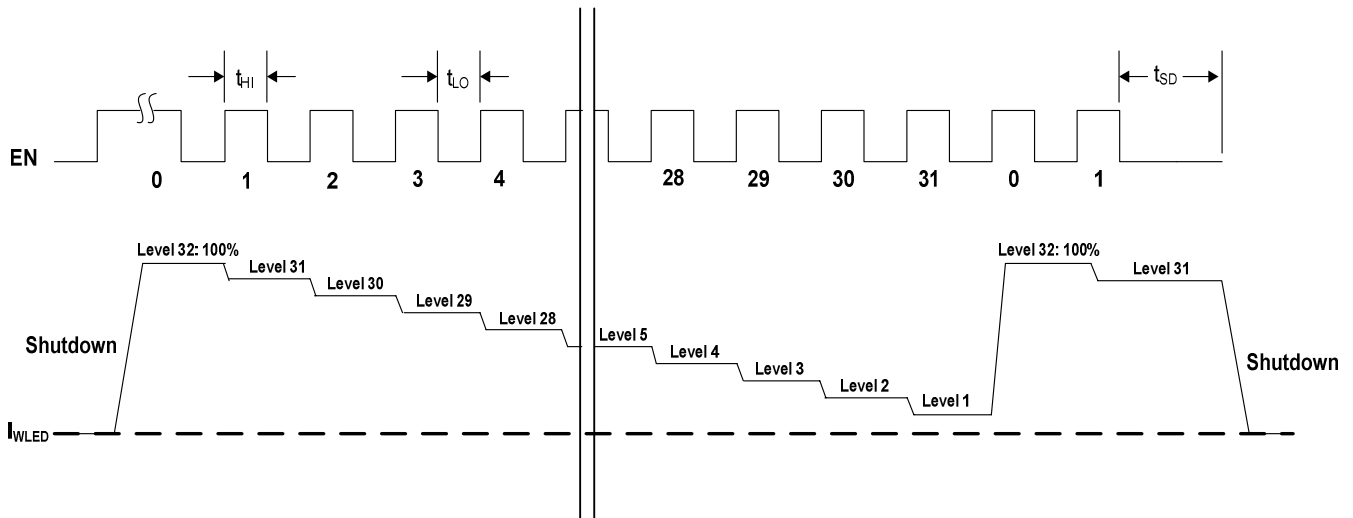 tHI tLO tSD
EN
0 1 2 3 4 28 29 30 31 0 1
Level 32: 100% Level 32: 100%
Level 31 Level 31
Level 30
Level 29
Level 28
Shutdown Level 5
Level 4 Shutdown
Level 3
Level 2
Level 1
IWLED